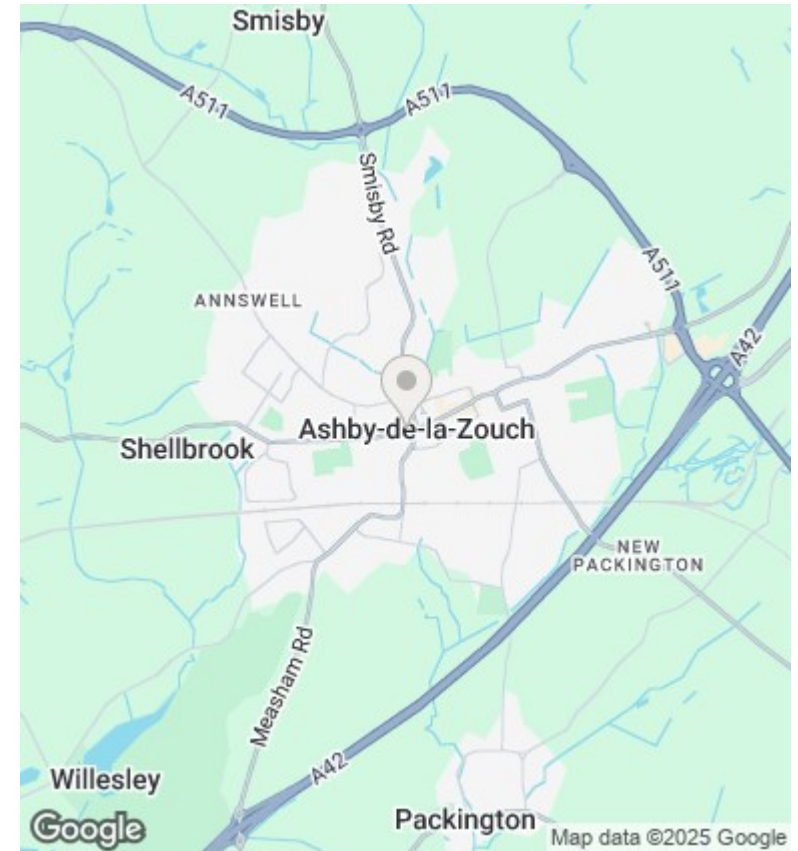 Smisby
A511
A511
Smisby Rd
A511
ANNSWELL
A42
Ashby-de-la-Zouch
Shellbrook
NEW
PACKINGTON
Measham Rd
A42
Willesley
Packington
Google
Map data ©2025 Google